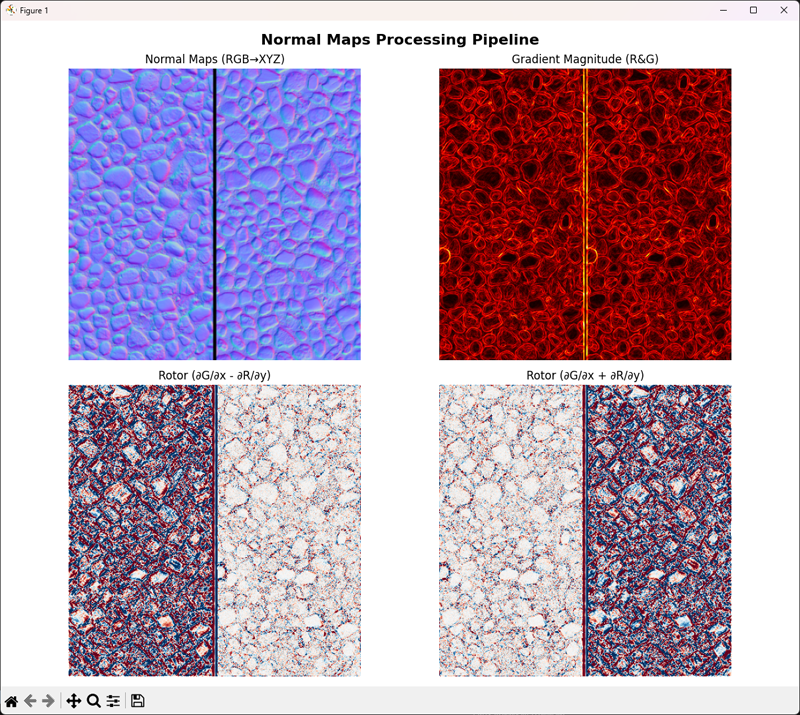 Figure 1
Normal Maps Processing Pipeline
Normal Maps (RGB→XYZ)
Gradient Magnitude (R&G)
Rotor (∂G/∂x - ∂R/∂y)
Rotor (∂G/∂x + ∂R/∂y)